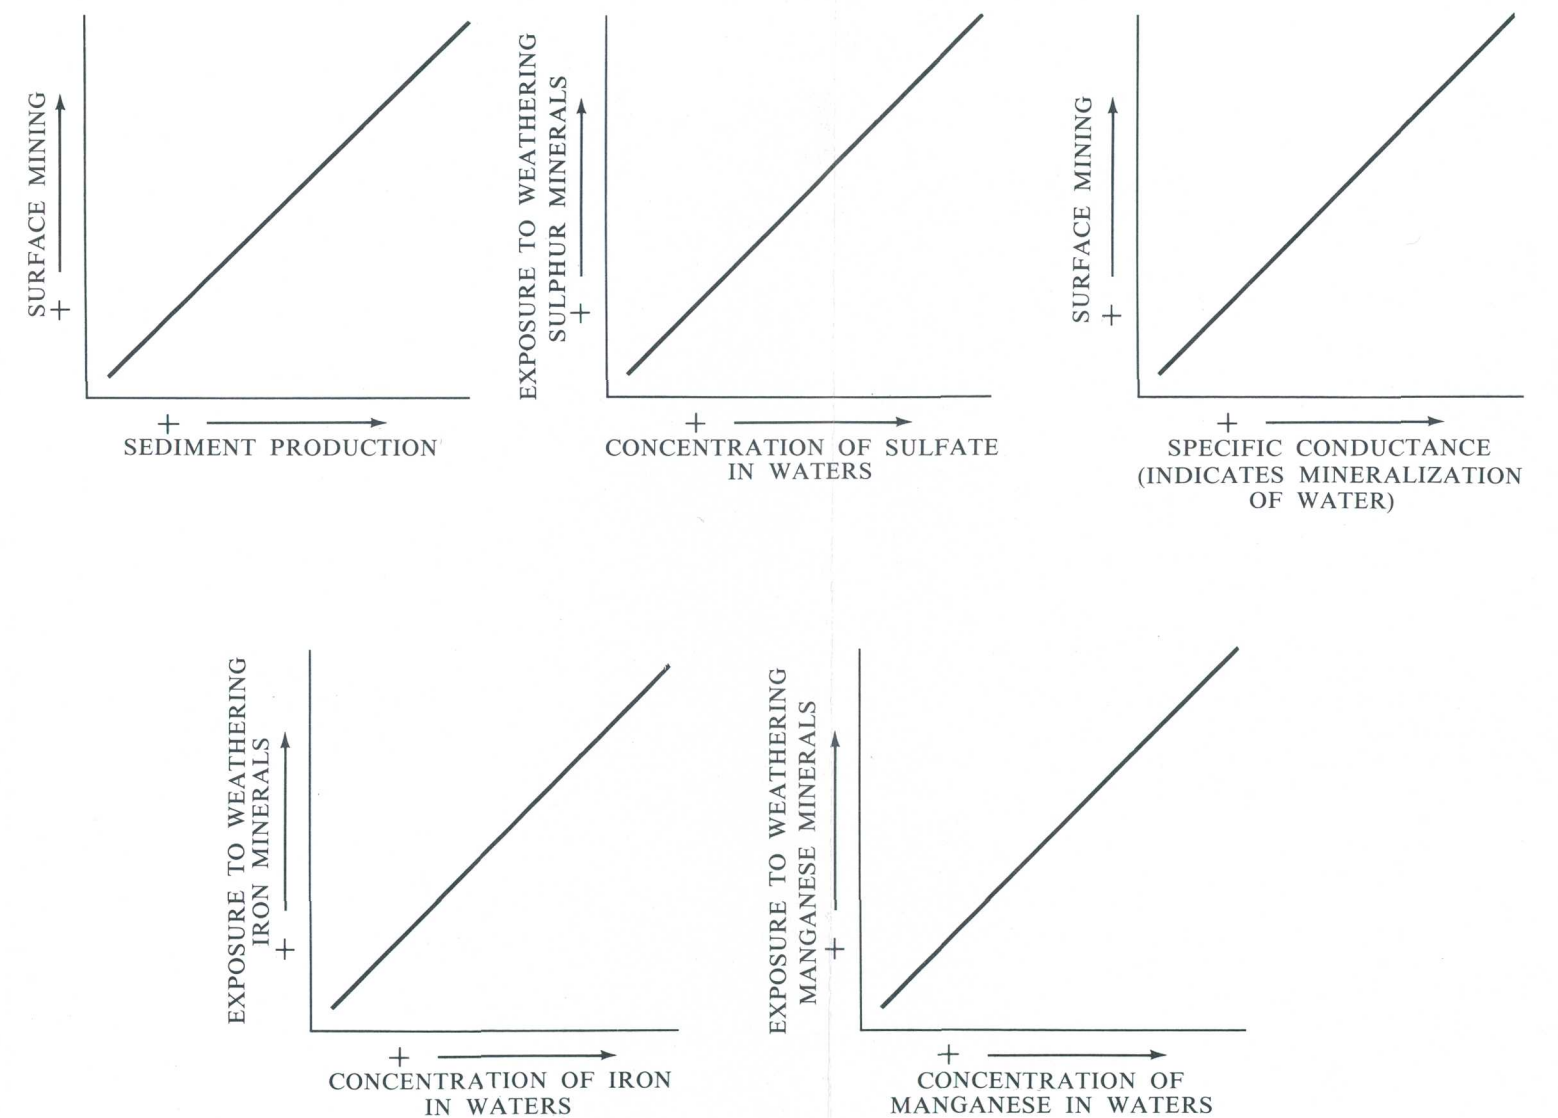 SURFACE MINING
+
+
SEDIMENT PRODUCTION
EXPOSURE TO WEATHERING
SULPHUR MINERALS
+
+
CONCENTRATION OF SULFATE
IN WATERS
SURFACE MINING
+
+
SPECIFIC CONDUCTANCE
(INDICATES MINERALIZATION
OF WATER)
EXPOSURE TO WEATHERING
IRON MINERALS
+
+
CONCENTRATION OF IRON
IN WATERS
EXPOSURE TO WEATHERING
MANGANESE MINERALS
+
+
CONCENTRATION OF
MANGANESE IN WATERS